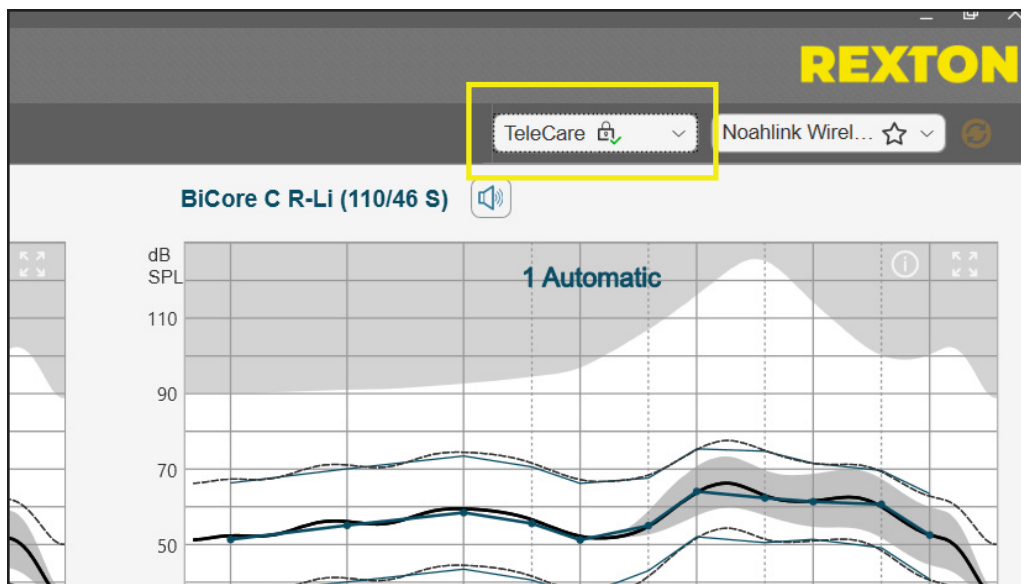 REXTON
TeleCare
Noahlink Wirel...
BiCore C R-Li (110/46 S)
dB
SPL
1 Automatic
110
90
70
50